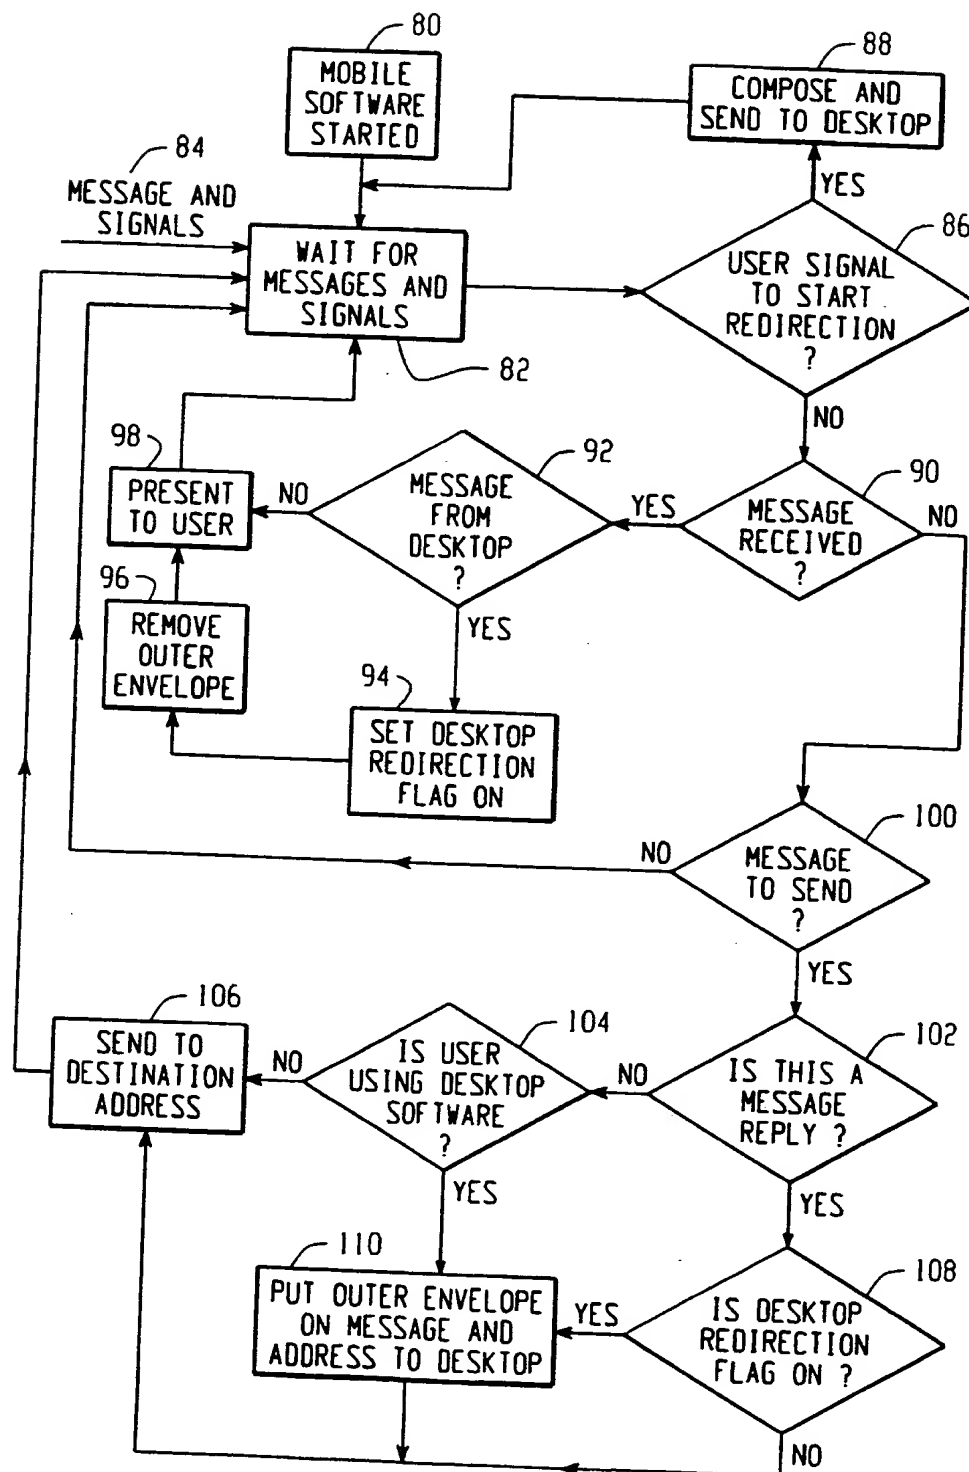 80
MOBILE
SOFTWARE
STARTED
88
COMPOSE AND
SEND TO DESKTOP
84
MESSAGE AND
SIGNALS
YES
86
WAIT FOR
MESSAGES AND
SIGNALS
82
USER SIGNAL
TO START
REDIRECTION
?
NO
98
PRESENT
TO USER
NO
92
MESSAGE
FROM
DESKTOP
?
YES
90
MESSAGE
RECEIVED
?
NO
96
REMOVE
OUTER
ENVELOPE
YES
94
SET DESKTOP
REDIRECTION
FLAG ON
NO
100
MESSAGE
TO SEND
?
YES
106
SEND TO
DESTINATION
ADDRESS
NO
104
IS USER
USING DESKTOP
SOFTWARE
?
NO
102
IS THIS A
MESSAGE
REPLY ?
YES
YES
110
PUT OUTER ENVELOPE
ON MESSAGE AND
ADDRESS TO DESKTOP
YES
108
IS DESKTOP
REDIRECTION
FLAG ON ?
NO